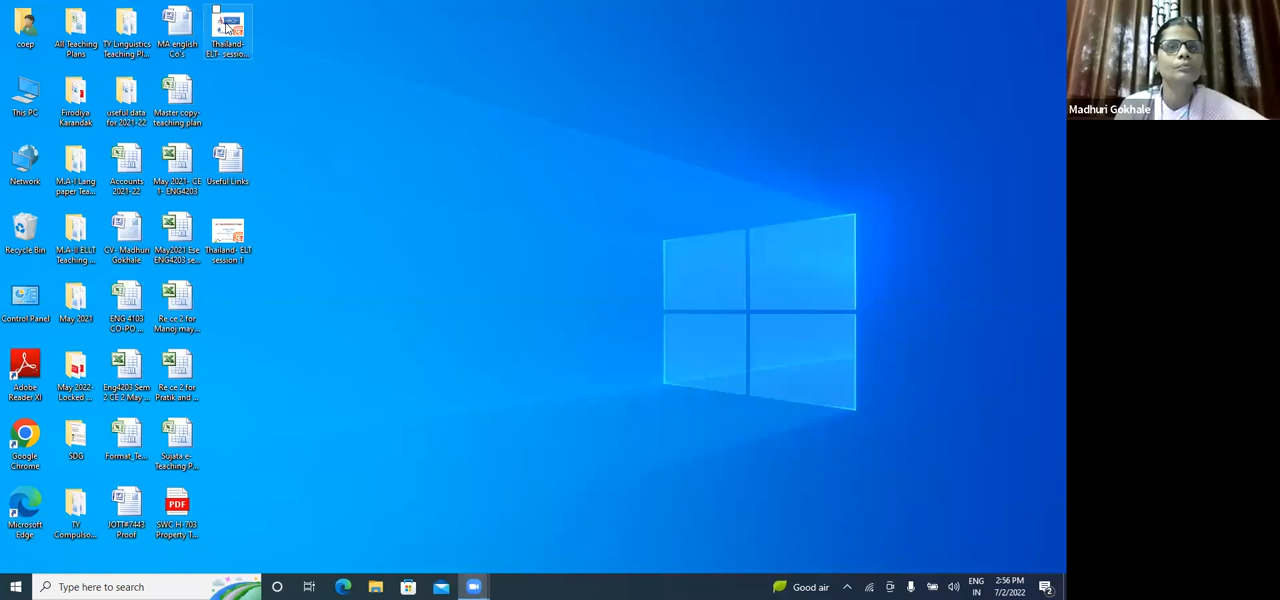 coep
All Teaching
Plans
TY Linguistics
Teaching Pl...
MA english
Co's
Thailand-
ELT- sessio...
This PC
Firodiya
Karandak
useful data
for 2021-22
Master copy-
teaching plan
Network
M.A-I Lang
paper Tea...
Accounts
2021-22
May 2021- CE
1- ENG4203
Useful Links
Recycle Bin
M.A-II ELLT
Teaching ...
CV- Madhuri
Gokhale
May2021 Ese
ENG4203 se...
Thailand- ELT
session 1
Control Panel
May 2021
ENG 4103
CO-PO ...
Re ce 2 for
Manoj may...
Adobe
Reader XI
May 2022-
Locked ...
Eng4203 Sem
2 CE 2 May ...
Re ce 2 for
Pratik and ...
Google
Chrome
SDG
Format_Te...
Sujata e-
Teaching P...
Microsoft
Edge
TY
Compulso...
JOTT#7443
Proof
PDF
SWC H-703
Property T...
Madhuri Gokhale
Type here to search
Good air
ENG
IN
2:56 PM
7/2/2022
2